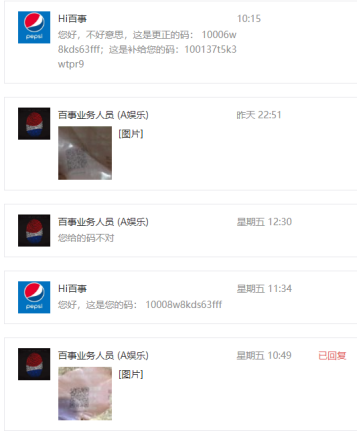 Hi百事
10:15
您好，不好意思，这是更正的码： 10006w
8kds63fff；这是补给您的码：100137t5k3
wtpr9
pepsi
百事业务人员 (A娱乐)
昨天 22:51
[图片]
百事业务人员 (A娱乐)
星期五 12:30
您给的码不对
Hi百事
星期五 11:34
您好，这是您的码： 10008w8kds63fff
pepsi
百事业务人员 (A娱乐)
星期五 10:49
已回复
[图片]